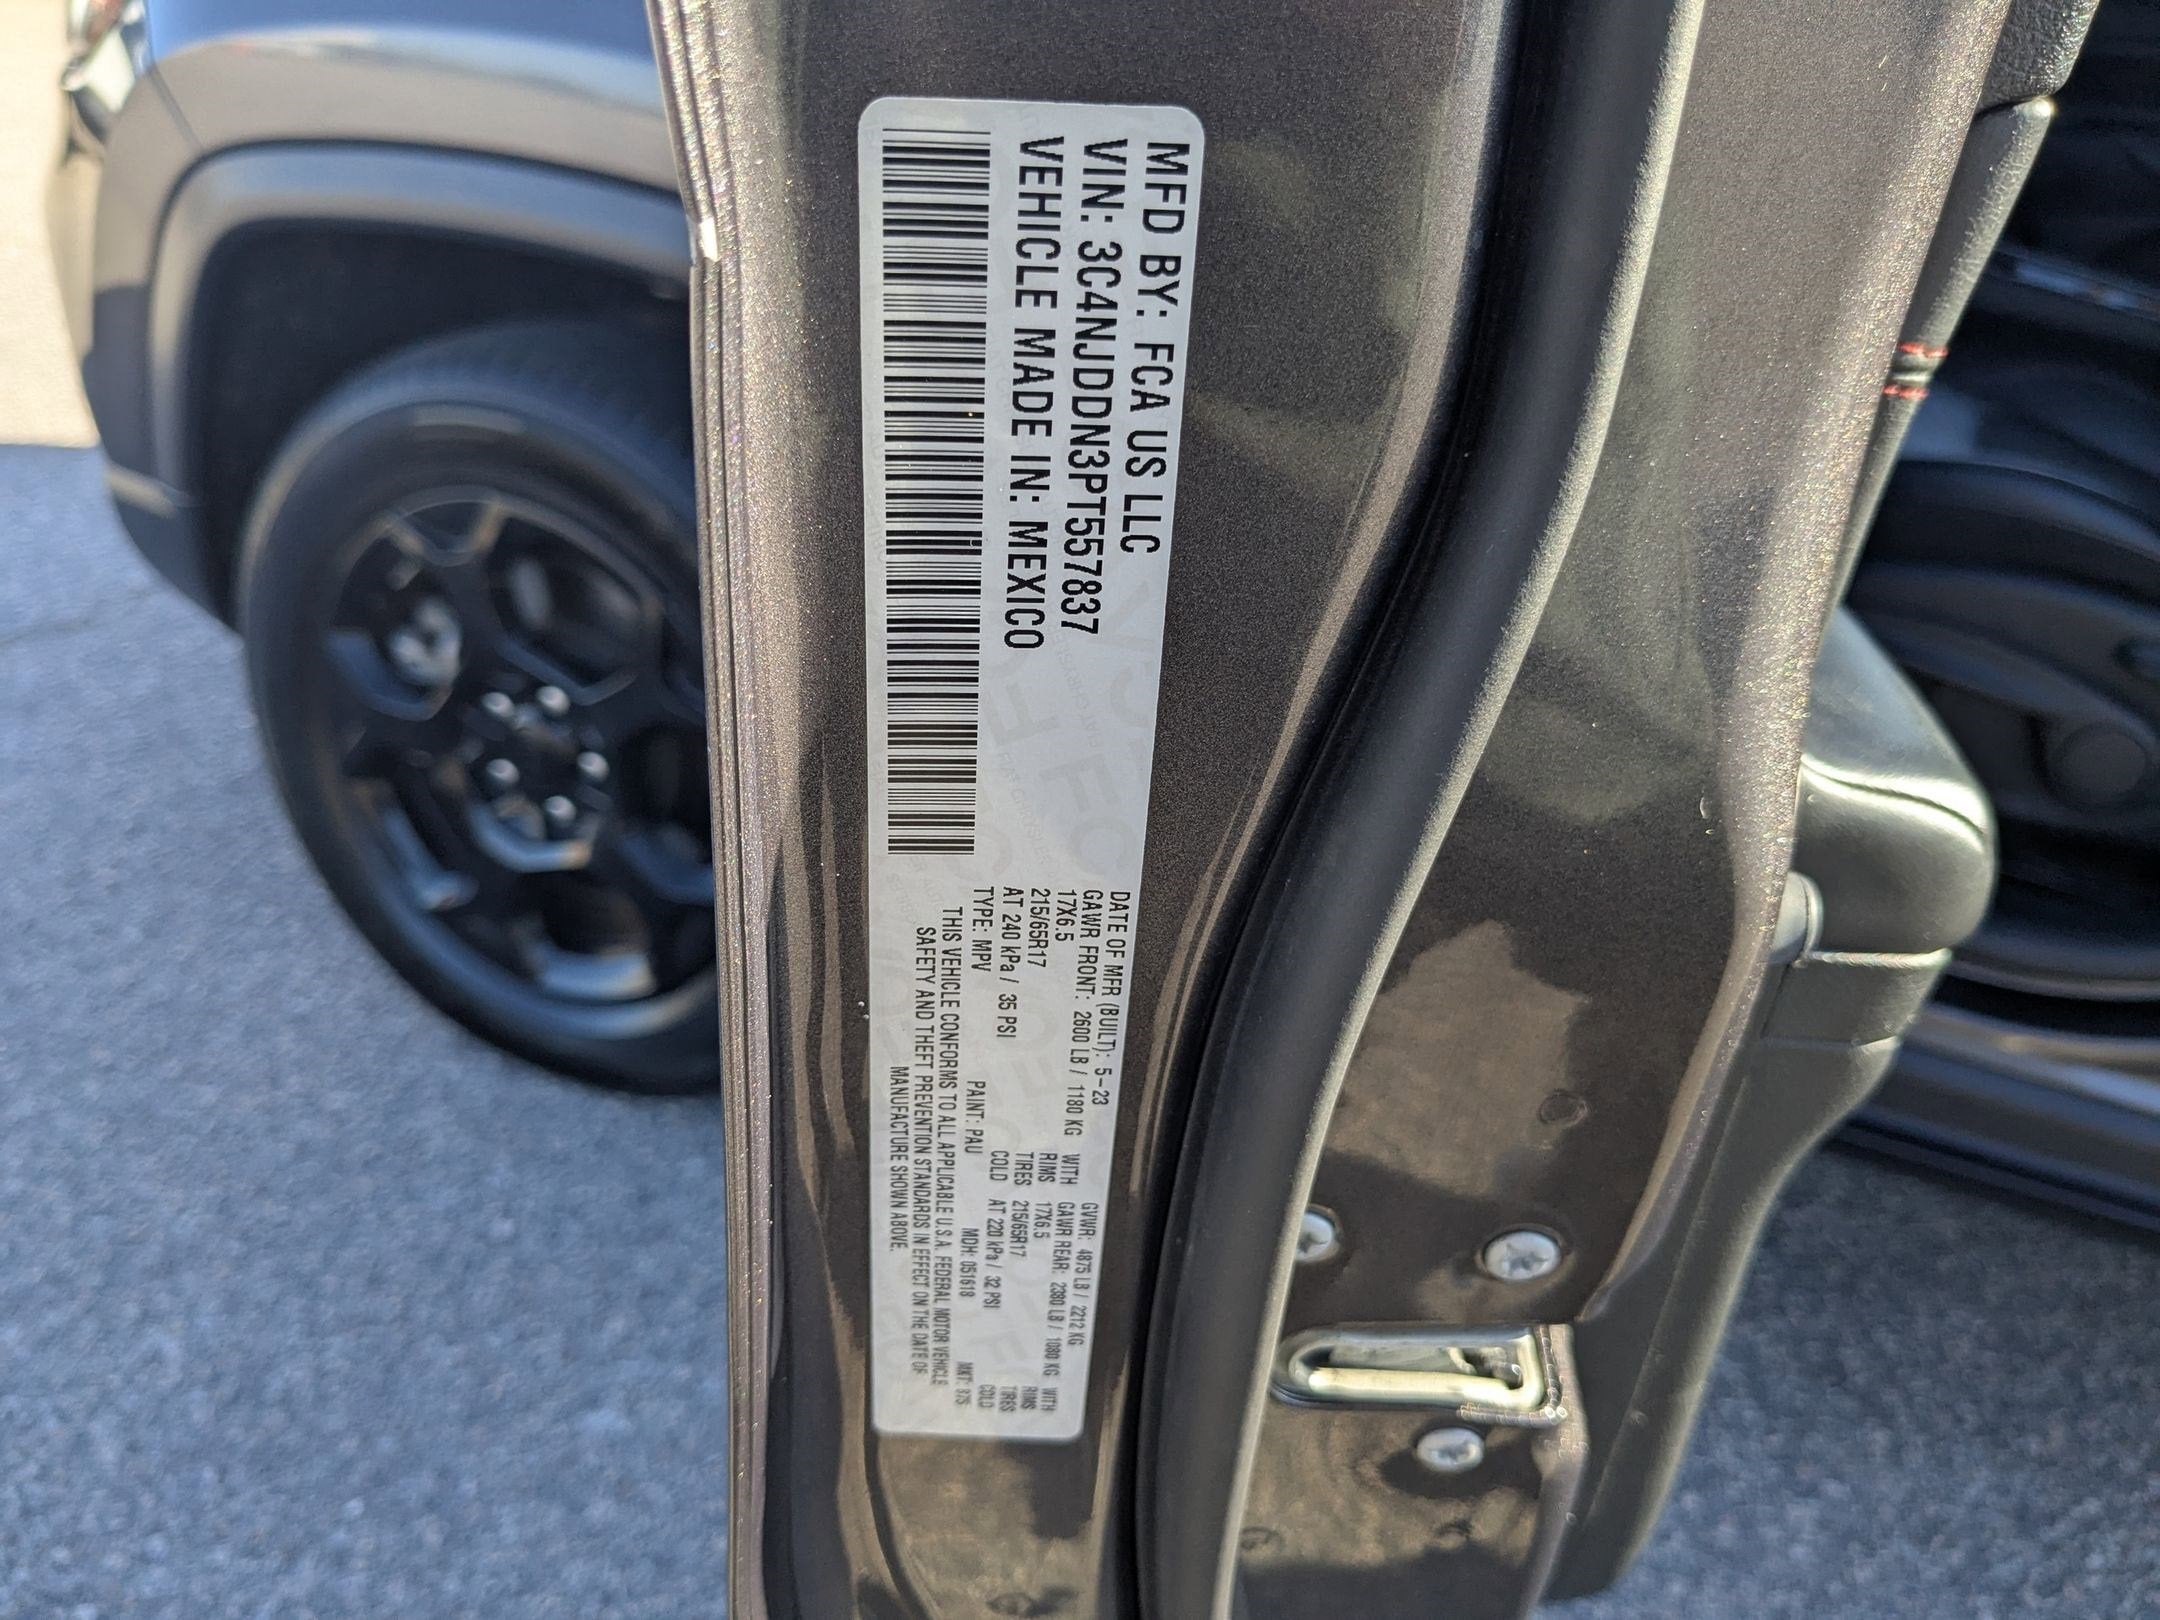 MFD BY: FCA US LLC
VIN: 3C4NJDDN3PT557837
VEHICLE MADE IN: MEXICO
DATE OF MFR (BUILT): 5-23 GVWR: 4875 LB / 2212 KG
GAWR FRONT: 2600 LB / 1180 KG WITH GAWR REAR: 2380 LB / 1080 KG WITH
17X6.5 RIMS 17X6.5 RIMS
215/65R17 TIRES 215/65R17 TIRES
AT 240 kPa / 35 PSI COLD AT 220 kPa / 32 PSI COLD
TYPE: MPV PAINT: PAU MDH: 051618 MKT:
THIS VEHICLE CONFORMS TO ALL APPLICABLE U.S.A. FEDERAL MOTOR VEHICLE
SAFETY AND THEFT PREVENTION STANDARDS IN EFFECT ON THE DATE OF
MANUFACTURE SHOWN ABOVE.